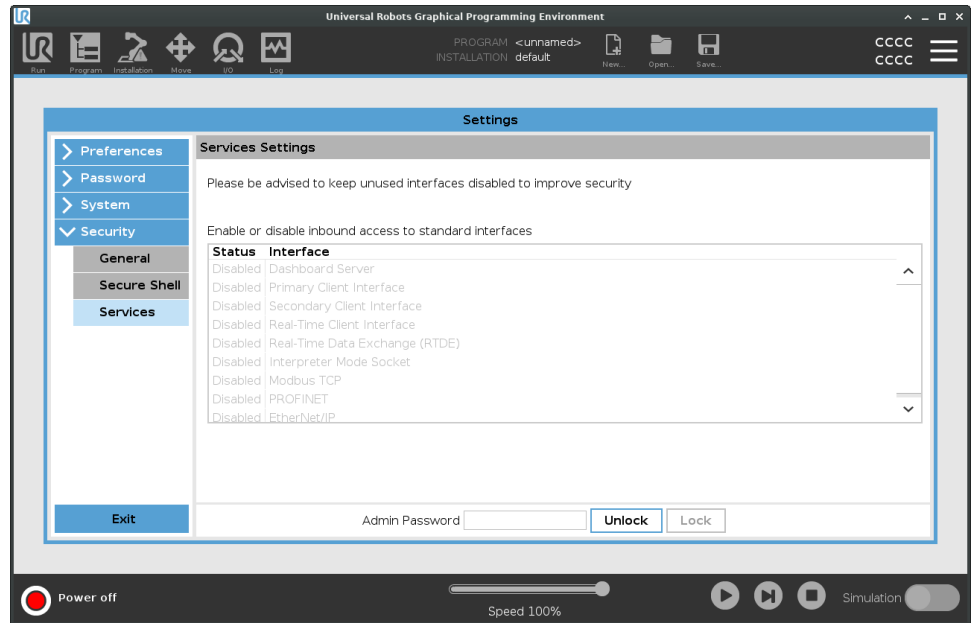 UR
Universal Robots Graphical Programming Environment
UR
Run
Program
Installation
Move
I/O
Log
PROGRAM <unnamed>
INSTALLATION default
New...
Open...
Save...
CCCC
CCCC
Settings
Preferences
Password
System
Security
General
Secure Shell
Services
Exit
Services Settings
Please be advised to keep unused interfaces disabled to improve security
Enable or disable inbound access to standard interfaces
Status Interface
Disabled Dashboard Server
Disabled Primary Client Interface
Disabled Secondary Client Interface
Disabled Real-Time Client Interface
Disabled Real-Time Data Exchange (RTDE)
Disabled Interpreter Mode Socket
Disabled Modbus TCP
Disabled PROFINET
Disabled EtherNet/IP
Admin Password
Unlock
Lock
Power off
Speed 100%
Simulation